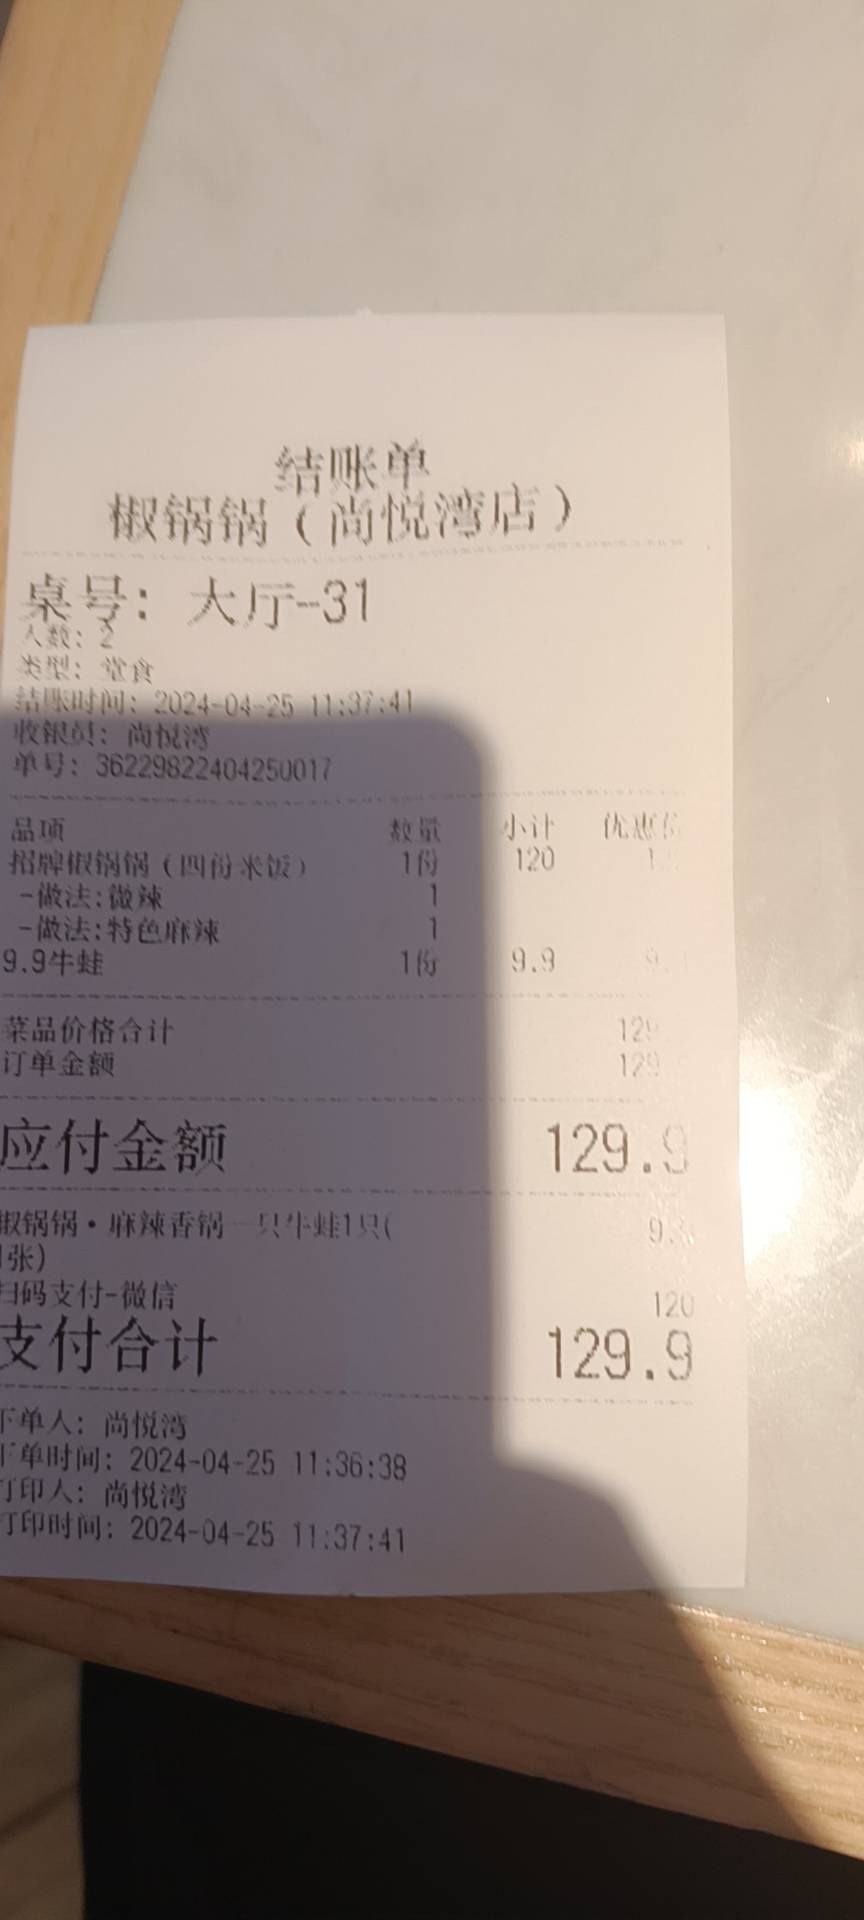 结账单
椒锅锅（尚悦湾店）
桌号：大厅-31
人数：2
类型：堂食
结账时间：2024-04-25 11:37:41
收银员：尚悦湾
单号：36229822404250017
品项 数量 小计 优惠价
招牌椒锅锅（四份米饭） 1份 120
-做法:微辣 1
-做法:特色麻辣 1
9.9牛蛙 1份 9.9
菜品价格合计
订单金额
应付金额 129.9
椒锅锅·麻辣香锅一只牛蛙1只(
1张)
扫码支付-微信 120
支付合计 129.9
下单人：尚悦湾
下单时间：2024-04-25 11:36:38
打印人：尚悦湾
打印时间：2024-04-25 11:37:41